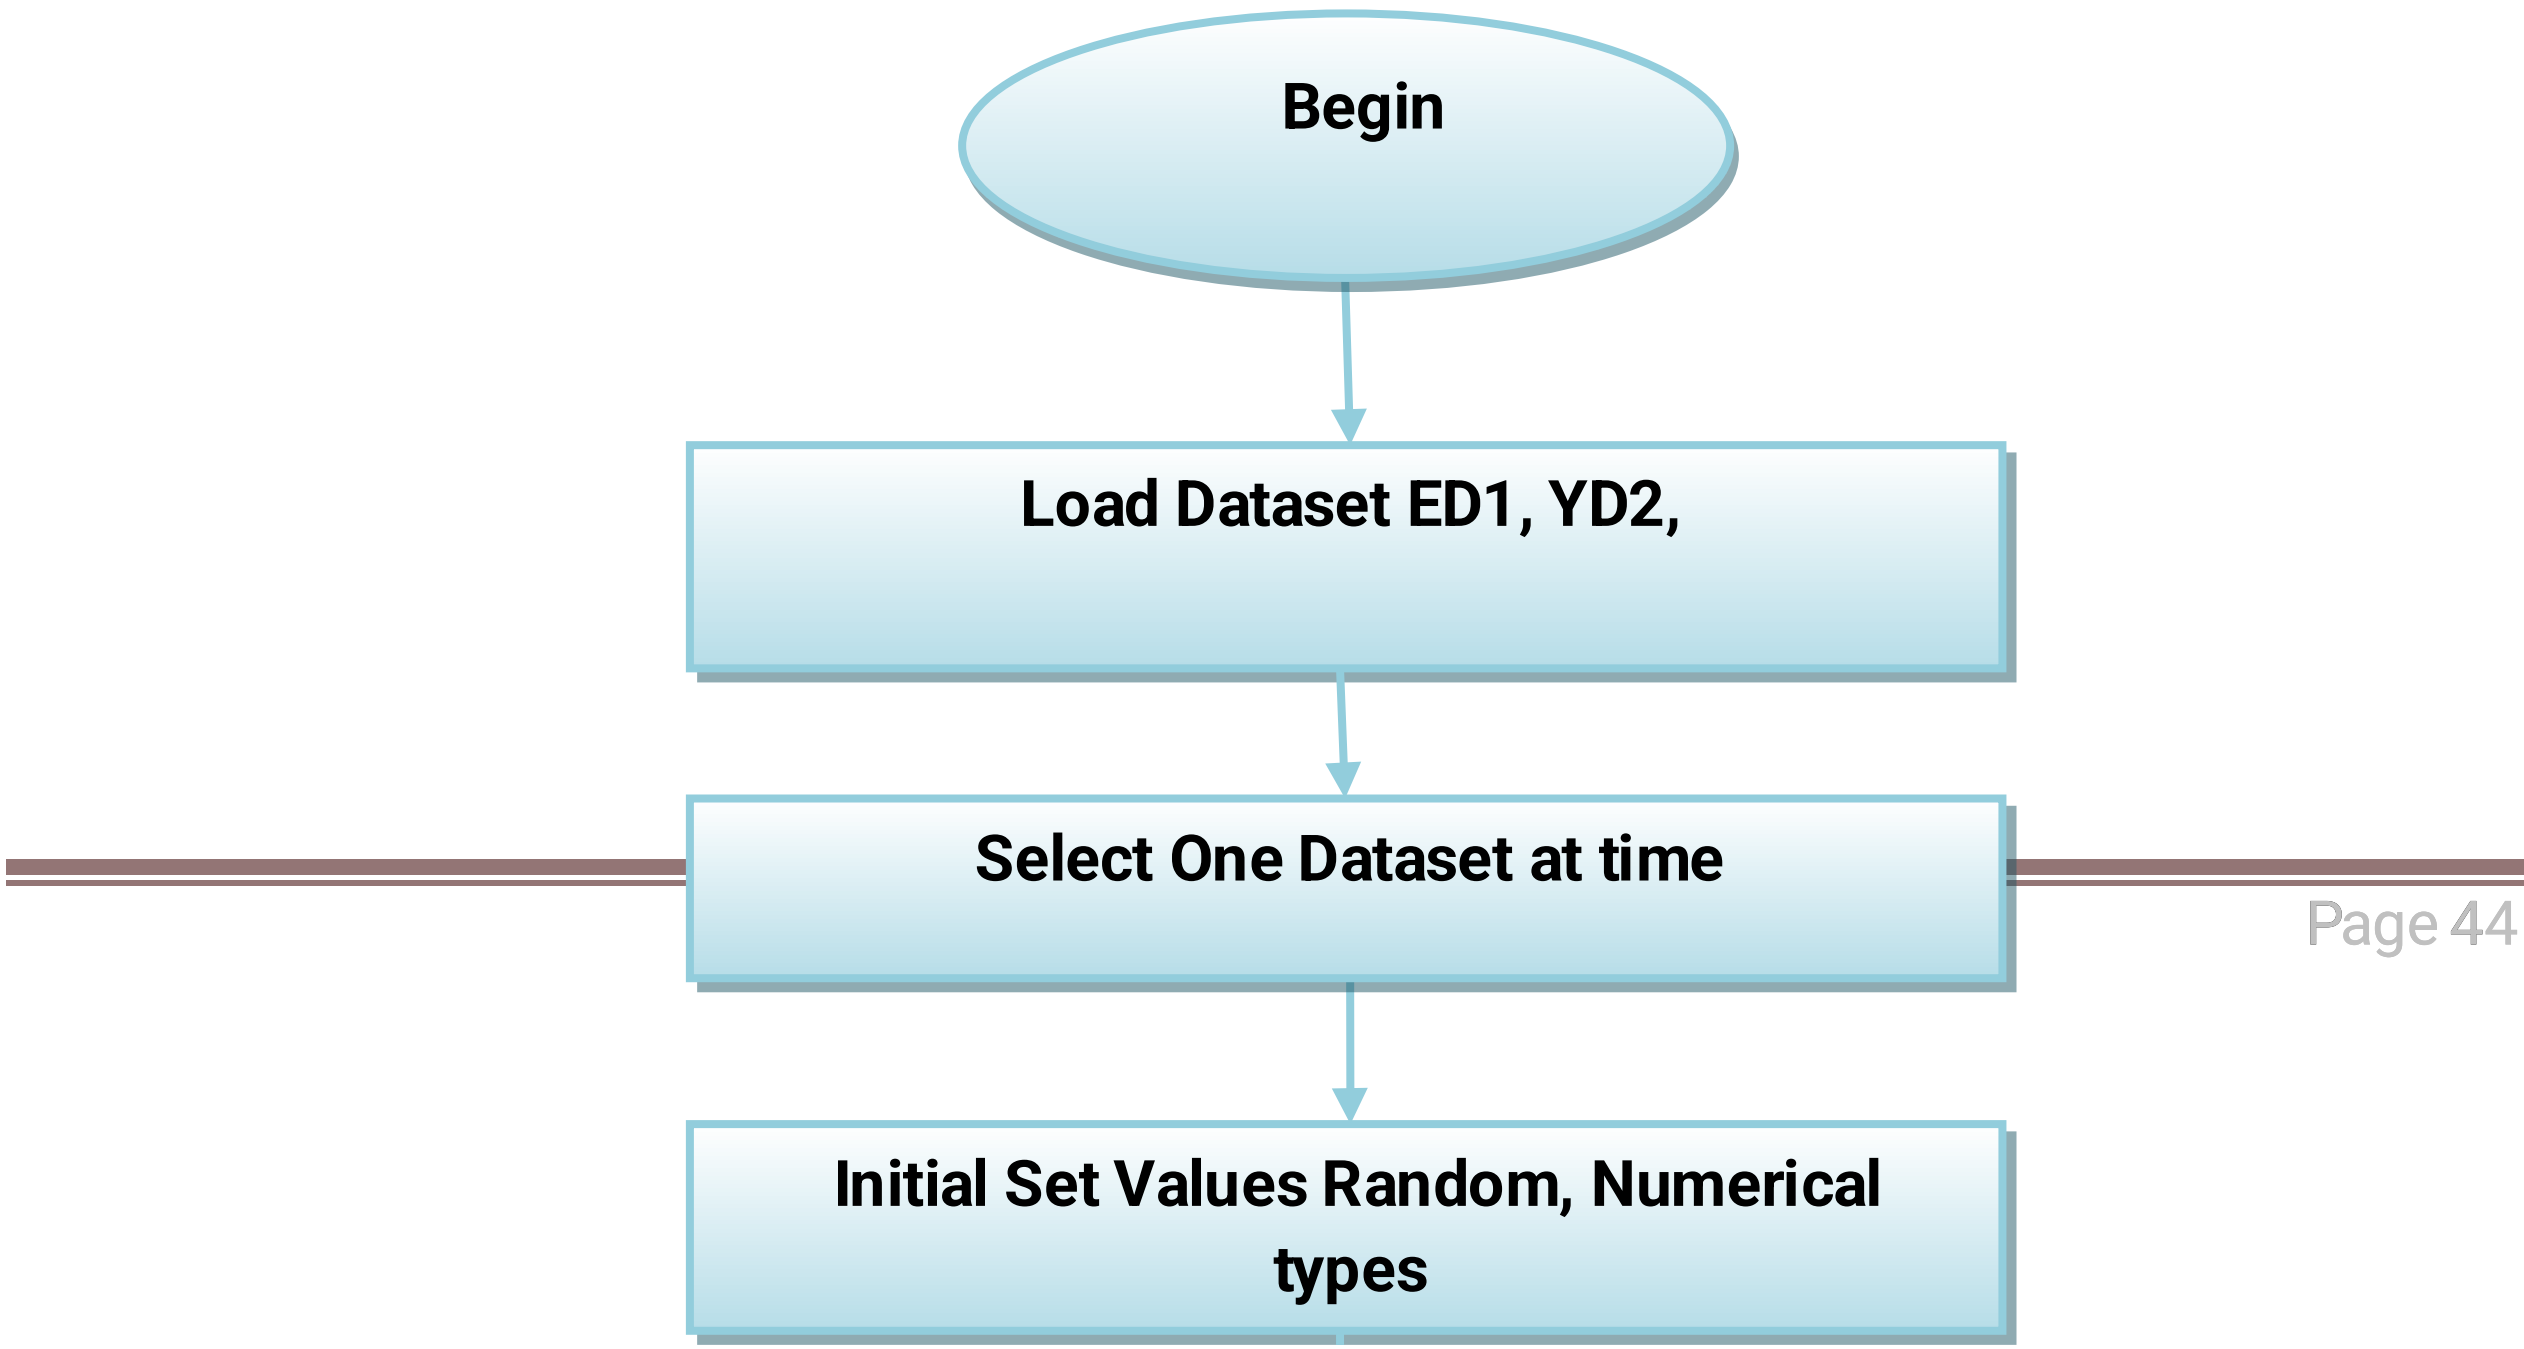 Begin
Load Dataset ED1, YD2,
Select One Dataset at time
Page 44
Initial Set Values Random, Numerical
types